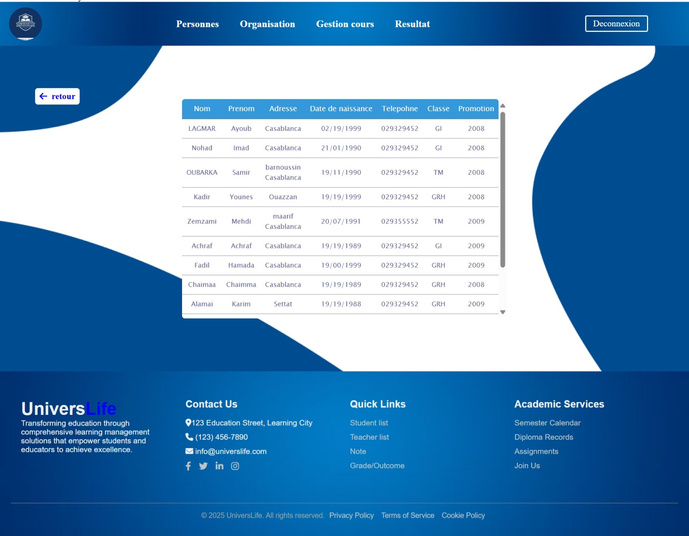 Personnes Organisation Gestion cours Resultat Deconnexion
retour
Nom Prenom Adresse Date de naissance Telepohne Classe Promotion
LAGMAR Ayoub Casablanca 02/19/1999 029329452 GI 2008
Nohad Imad Casablanca 21/01/1990 029329452 GI 2008
OUBARKA Samir barnoussin Casablanca 19/11/1990 029329452 TM 2008
Kadir Younes Ouazzan 19/19/1999 029329452 GRH 2008
Zemzami Mehdi maarif Casablanca 20/07/1991 029355552 TM 2009
Achraf Achraf Casablanca 19/19/1989 029329452 GI 2009
Fadil Hamada Casablanca 19/00/1999 029329452 GRH 2009
Chaimaa Chaimma Casablanca 19/19/1989 029329452 GRH 2008
Alamai Karim Settat 19/19/1988 029329452 GRH 2009
UniversLife
Transforming education through
comprehensive learning management
solutions that empower students and
educators to achieve excellence.
Contact Us
123 Education Street, Learning City
(123) 456-7890
info@universlife.com
Quick Links
Student list
Teacher list
Note
Grade/Outcome
Academic Services
Semester Calendar
Diploma Records
Assignments
Join Us
© 2025 UniversLife. All rights reserved. Privacy Policy Terms of Service Cookie Policy